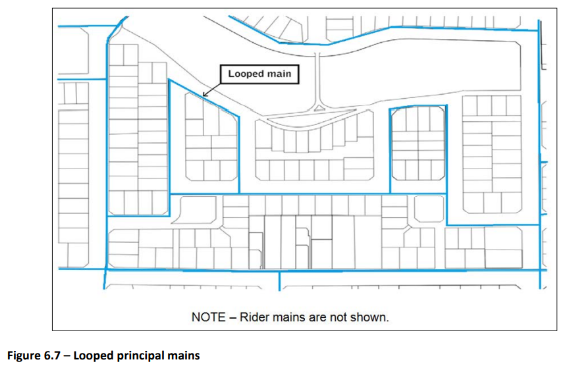 Looped main
NOTE – Rider mains are not shown.
Figure 6.7 – Looped principal mains